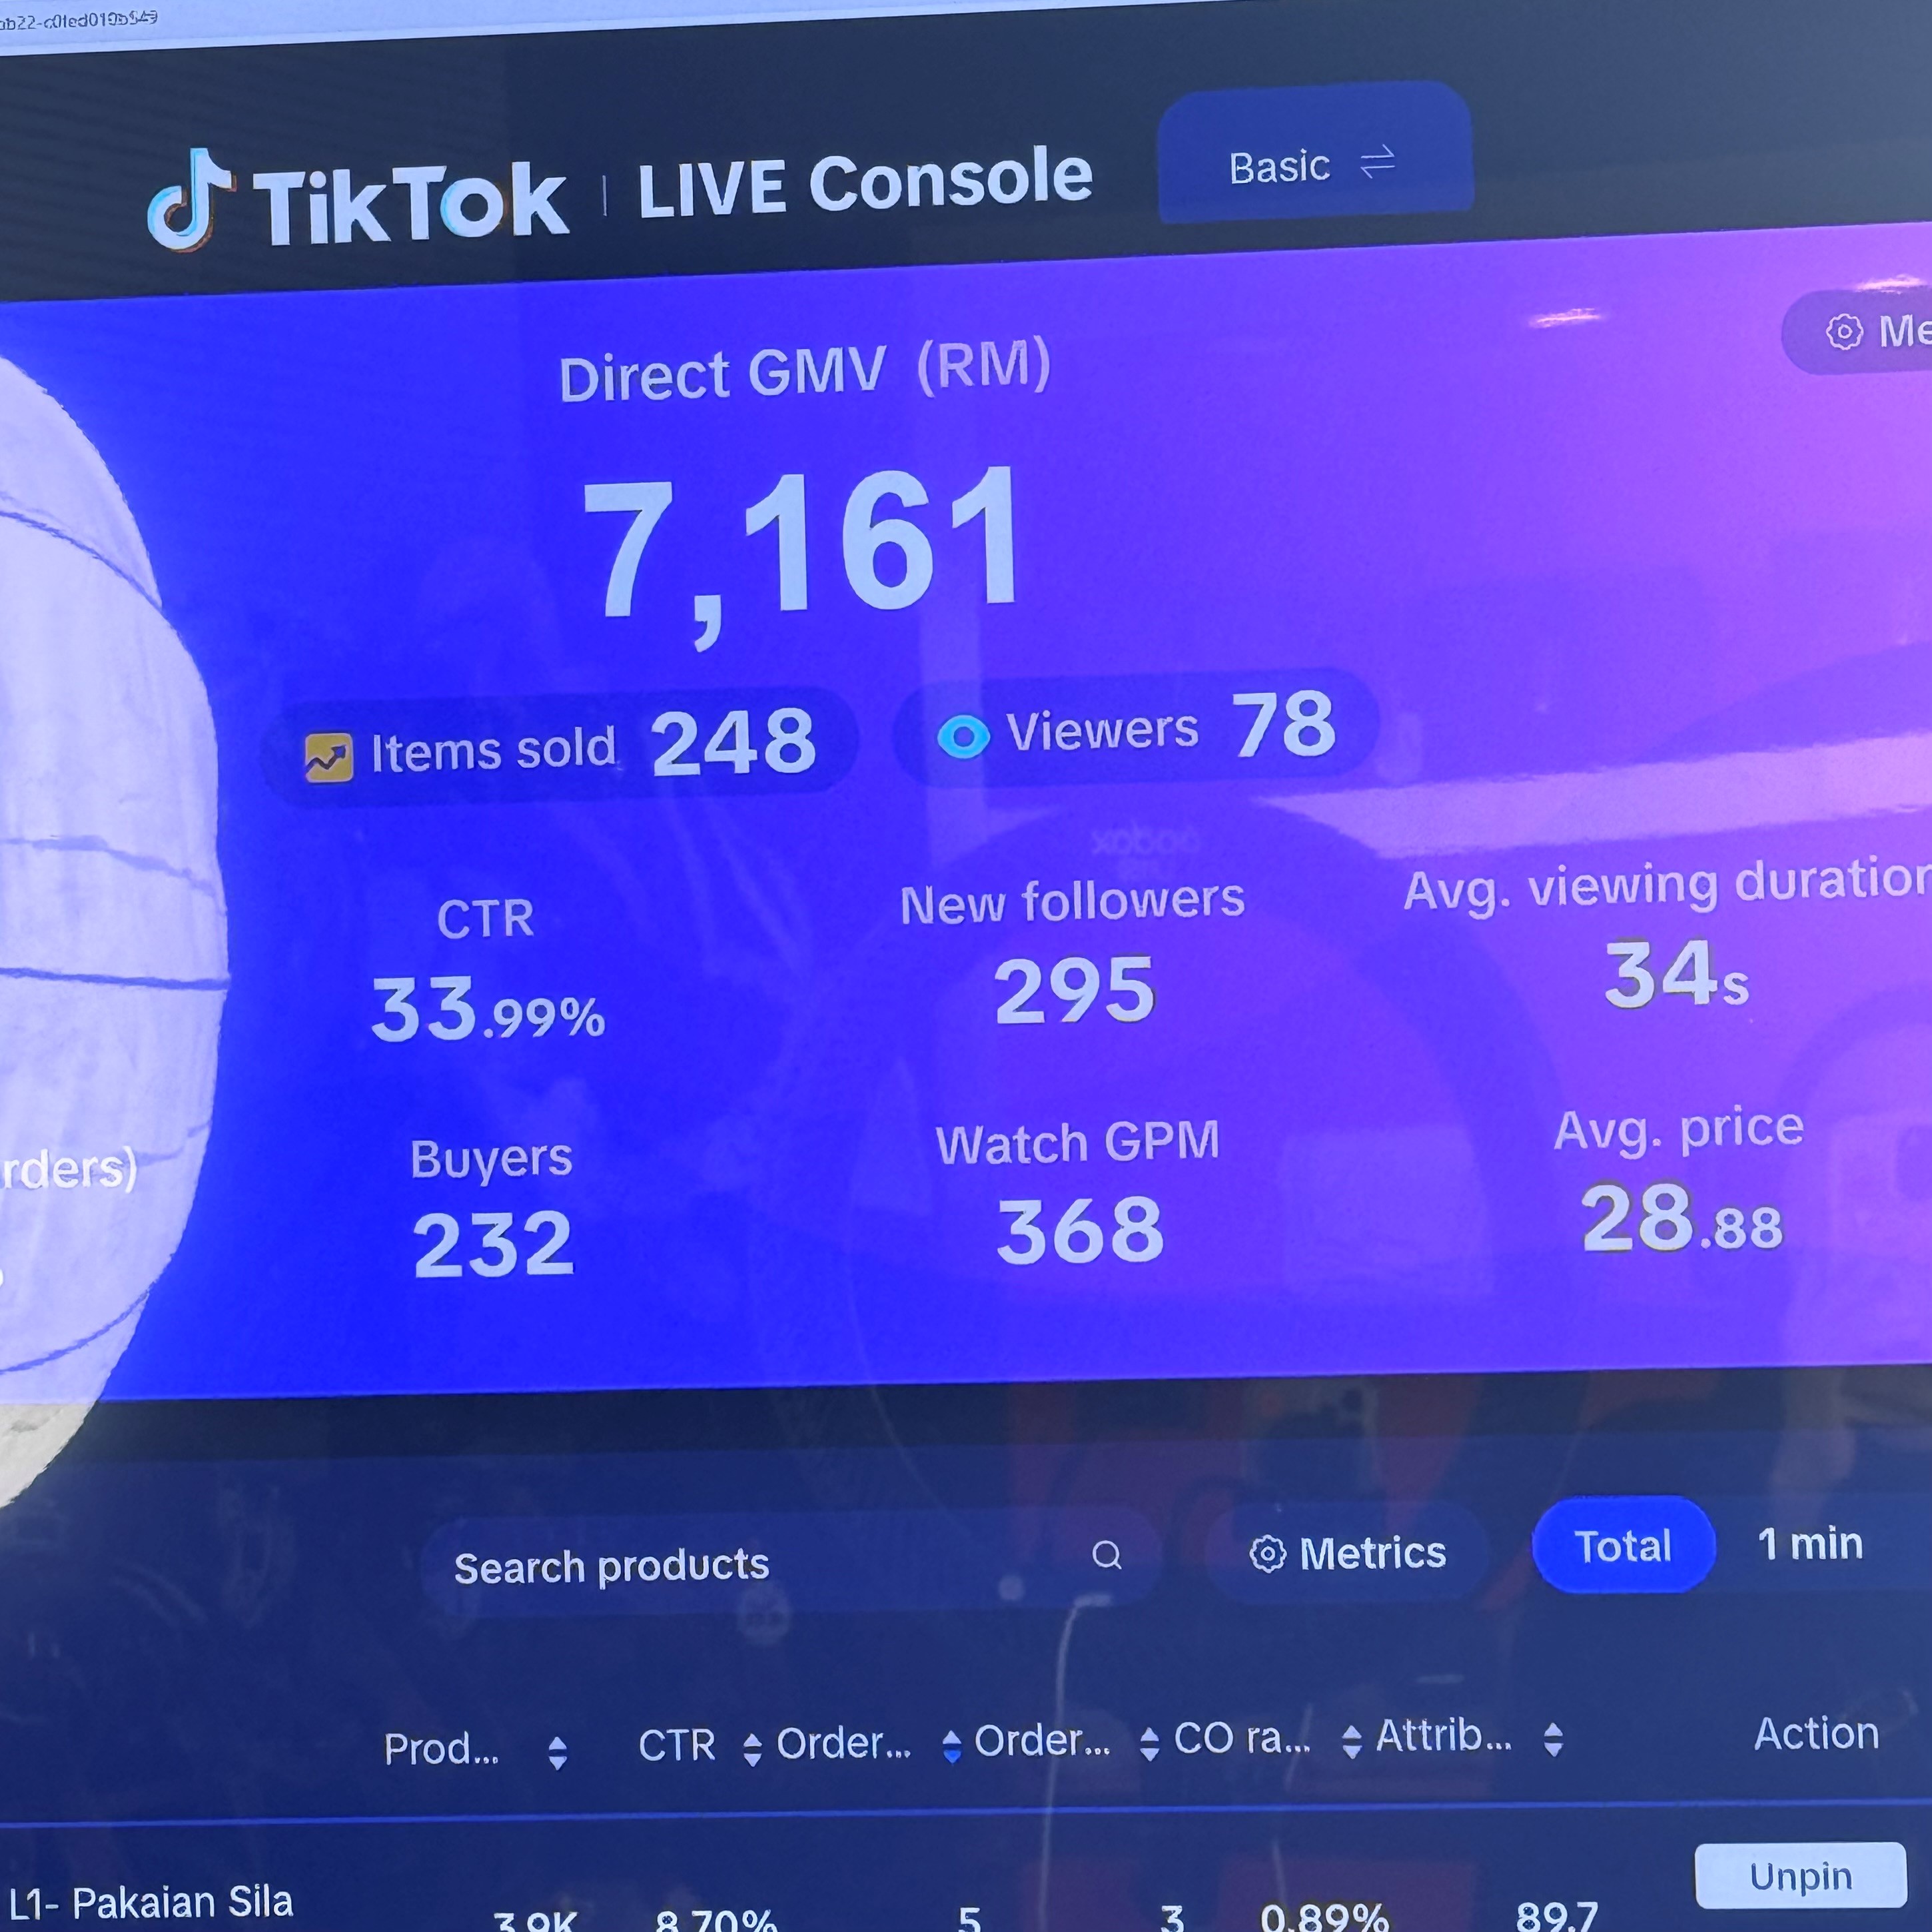 TikTok | LIVE Console
Basic
Me
Direct GMV (RM)
7,161
Items sold 248
Viewers 78
CTR
33.99%
New followers
295
Avg. viewing duration
34s
rders)
Buyers
232
Watch GPM
368
Avg. price
28.88
Search products
Metrics
Total
1 min
Prod... CTR Order... Order... CO ra... Attrib... Action
L1- Pakaian Sila
3.9K 8.70% 5 3 0.89% 89.7
Unpin